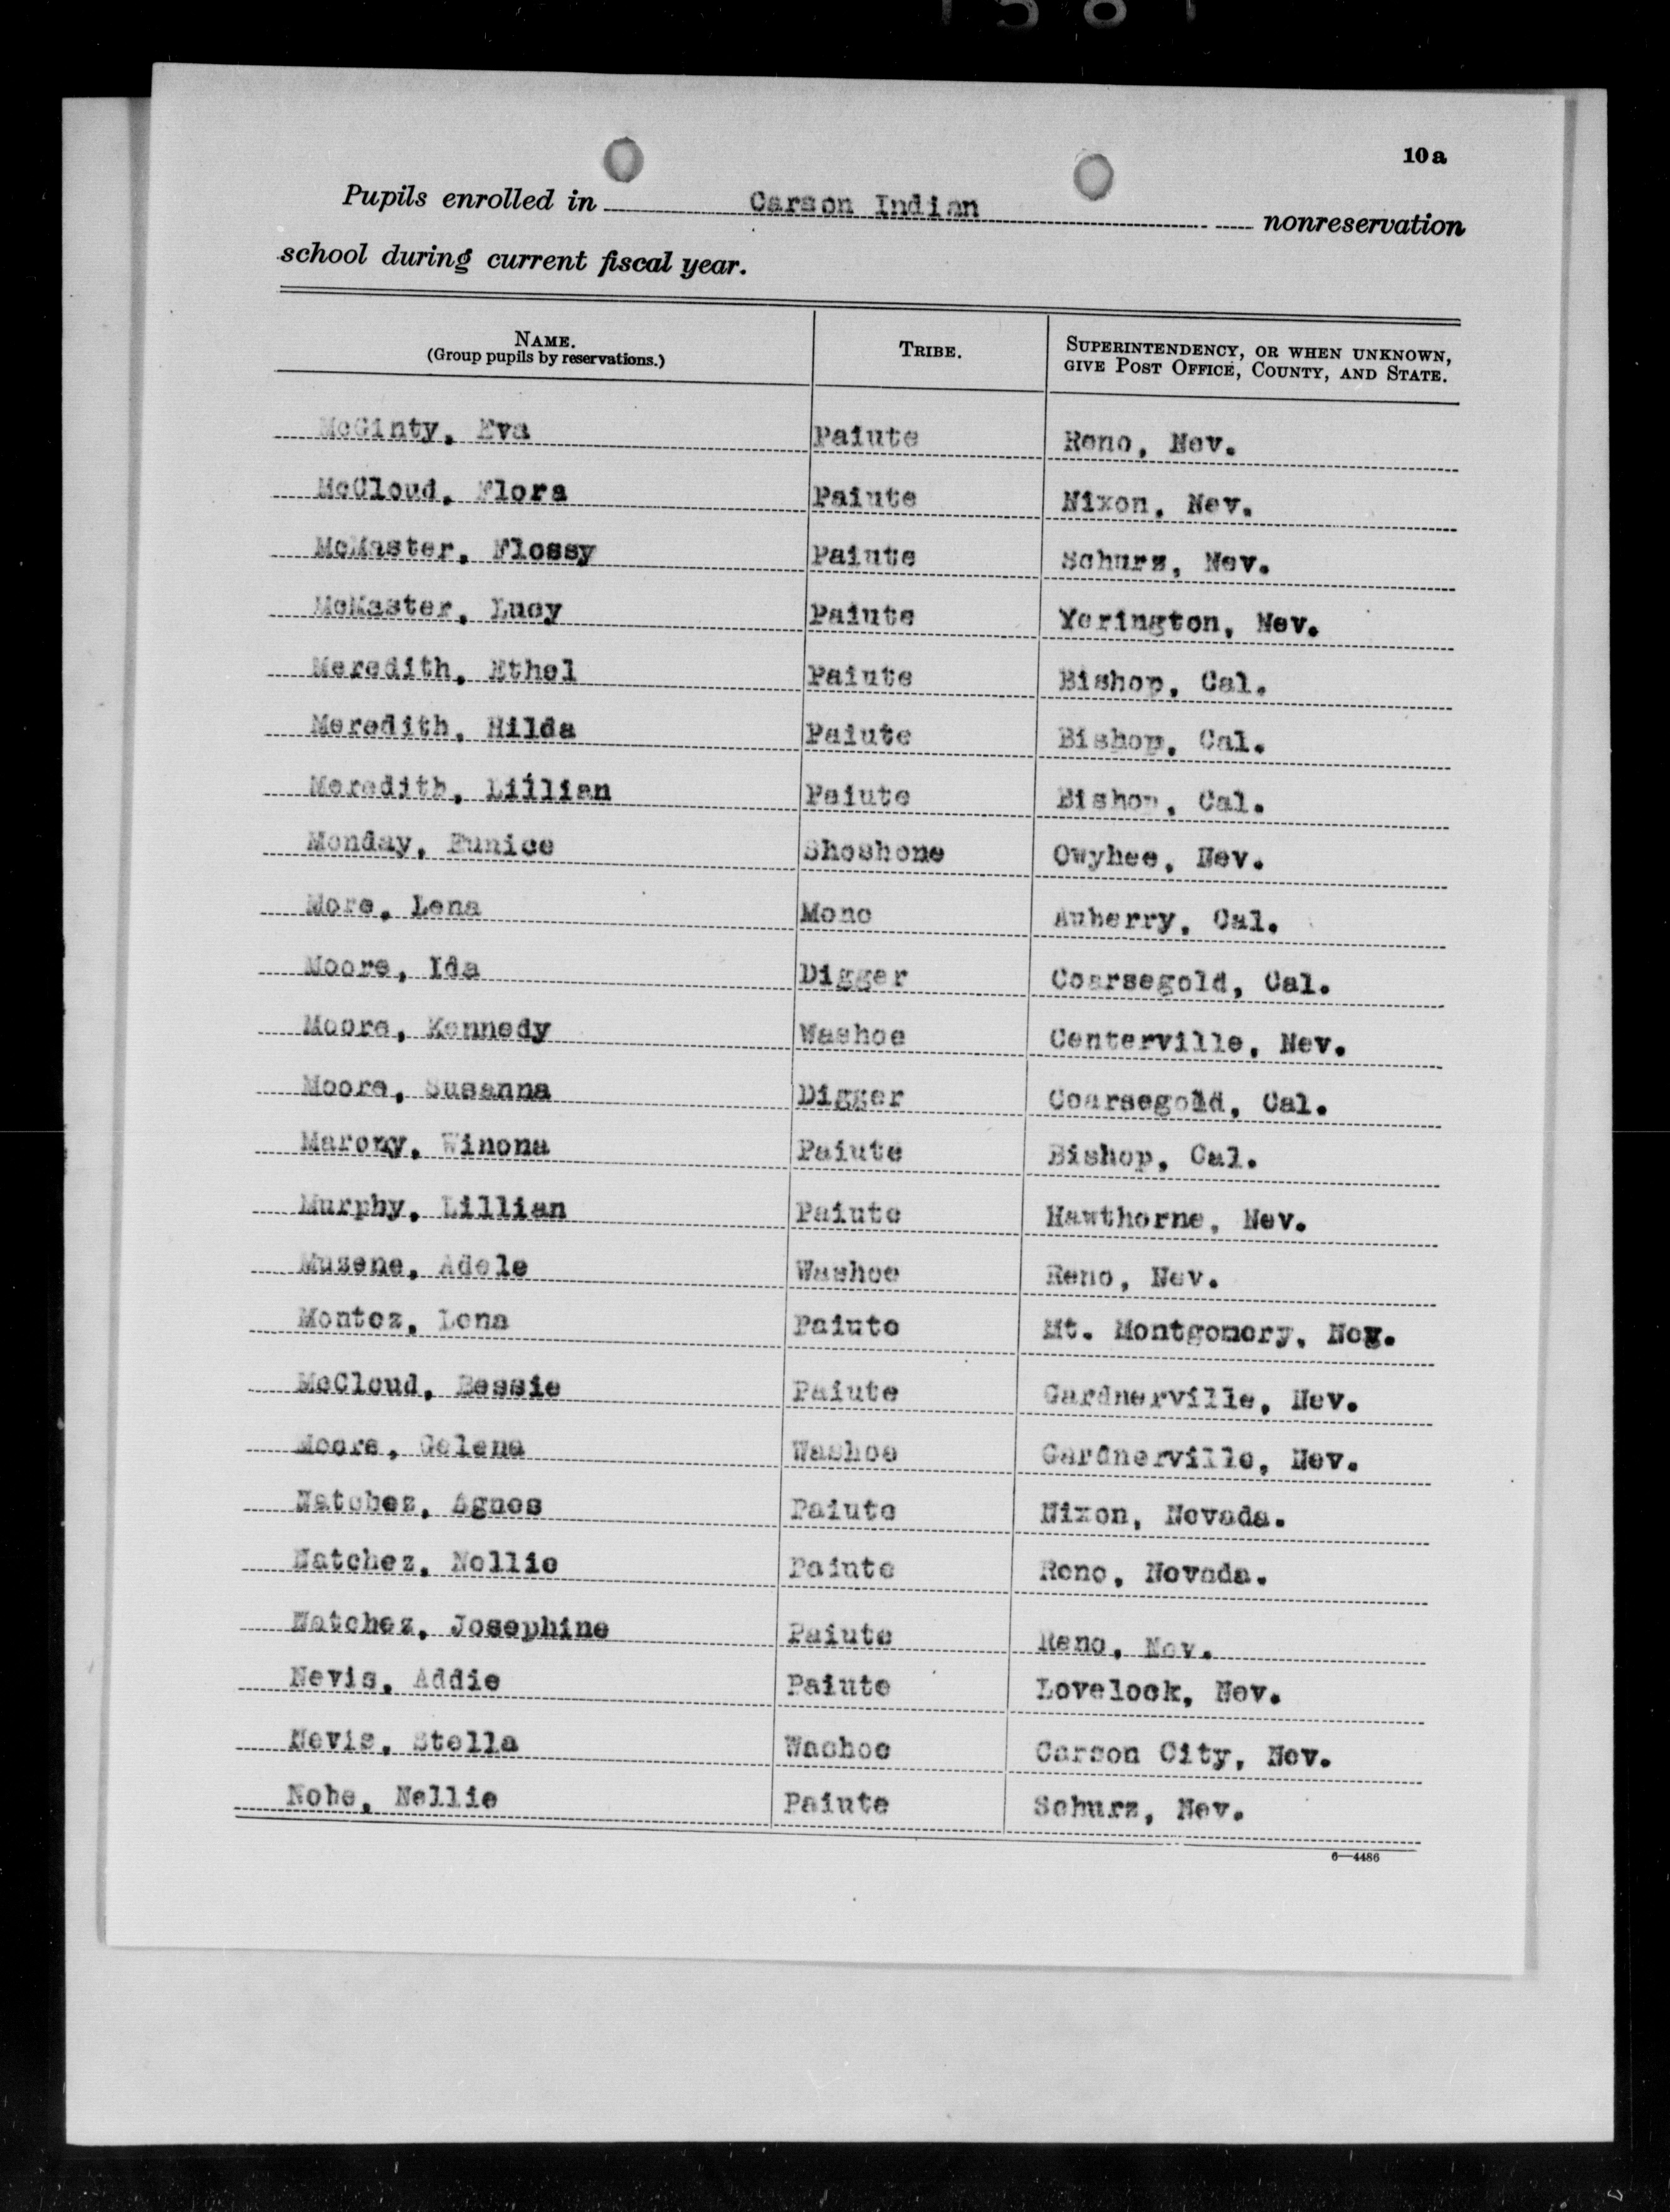 10a
Pupils enrolled in Carson Indian nonreservation
school during current fiscal year.
NAME.
(Group pupils by reservations.)
TRIBE.
SUPERINTENDENCY, OR WHEN UNKNOWN,
GIVE POST OFFICE, COUNTY, AND STATE.
McGinty, Eva Paiute Reno, Nev.
McCloud, Flora Paiute Nixon, Nev.
McMaster, Flossy Paiute Schurz, Nev.
McMaster, Lucy Paiute Yerington, Nev.
Meredith, Ethel Paiute Bishop, Cal.
Meredith, Hilda Paiute Bishop, Cal.
Meredith, Lillian Paiute Bishop, Cal.
Monday, Eunice Shoshone Owyhee, Nev.
More, Lena Mono Auberry, Cal.
Moore, Ida Digger Coarsegold, Cal.
Moore, Kennedy Washoe Centerville, Nev.
Moore, Susanna Digger Coarsegold, Cal.
Marony, Winona Paiute Bishop, Cal.
Murphy, Lillian Paiute Hawthorne, Nev.
Muzene, Adele Washoe Reno, Nev.
Montez, Lena Paiute Mt. Montgomery, Nev.
McCloud, Bessie Paiute Gardnerville, Nev.
Moore, Celena Washoe Gardnerville, Nev.
Natchez, Agnes Paiute Nixon, Nevada.
Natchez, Nellie Paiute Reno, Nevada.
Natchez, Josephine Paiute Reno, Nev.
Nevis, Addie Paiute Lovelock, Nev.
Nevis, Stella Washoe Carson City, Nev.
Nohe, Nellie Paiute Schurz, Nev.
6—4486